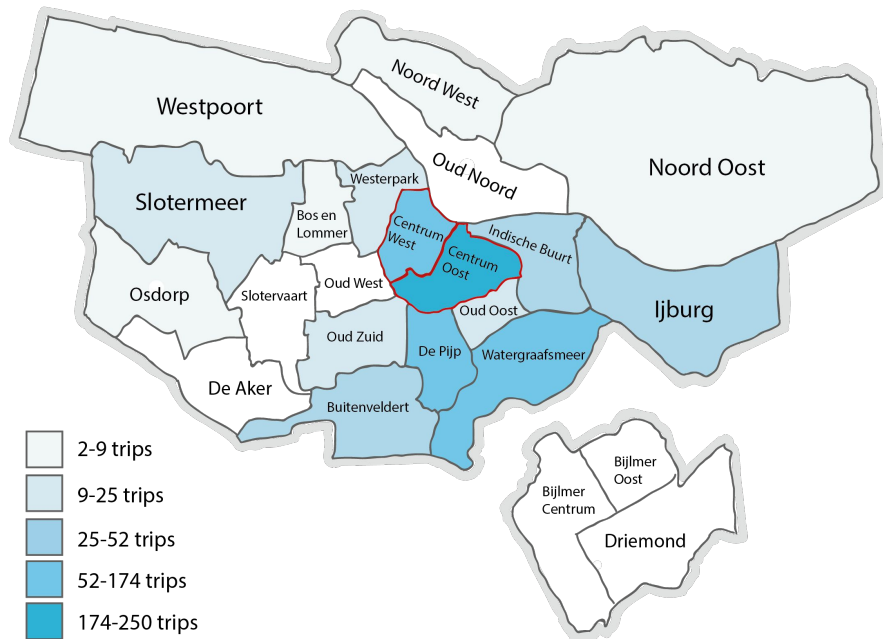 Noord West
Westpoort
Oud Noord
Noord Oost
Westerpark
Slotermeer
Bos en
Lommer
Centrum
West
Indische Buurt
Centrum
Oost
Osdorp
Slotervaart
Oud West
Oud Oost
Ijburg
Oud Zuid
De Pijp
Watergraafsmeer
De Aker
Buitenveldert
2-9 trips
9-25 trips
25-52 trips
52-174 trips
174-250 trips
Bijlmer
Oost
Bijlmer
Centrum
Driemond